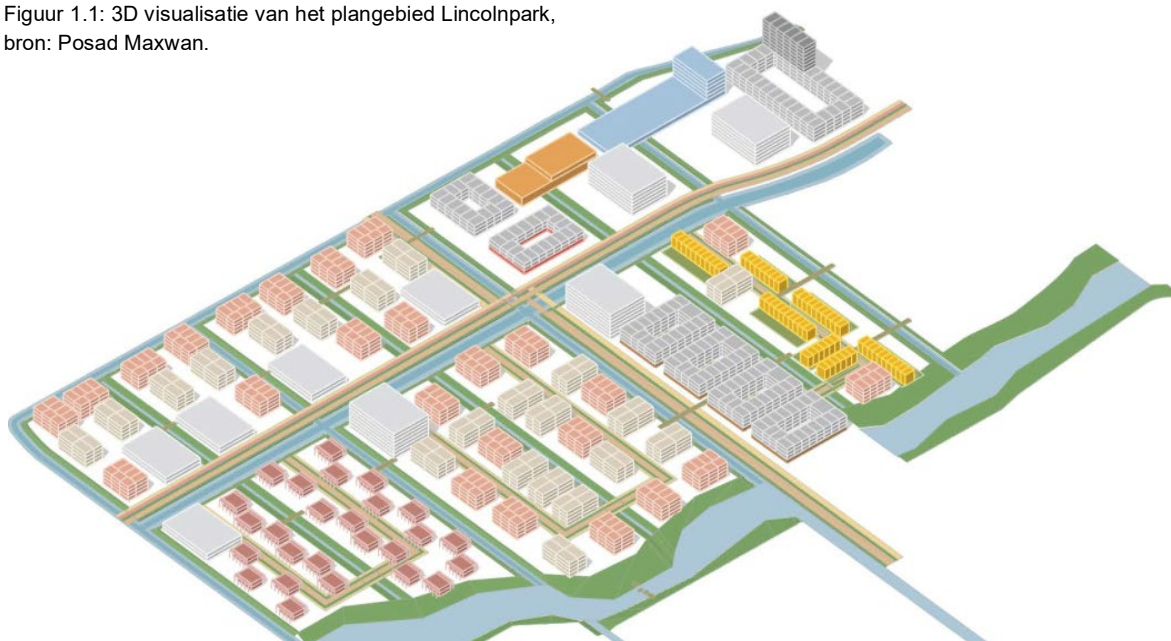 Figuur 1.1: 3D visualisatie van het plangebied Lincolnpark,
bron: Posad Maxwan.